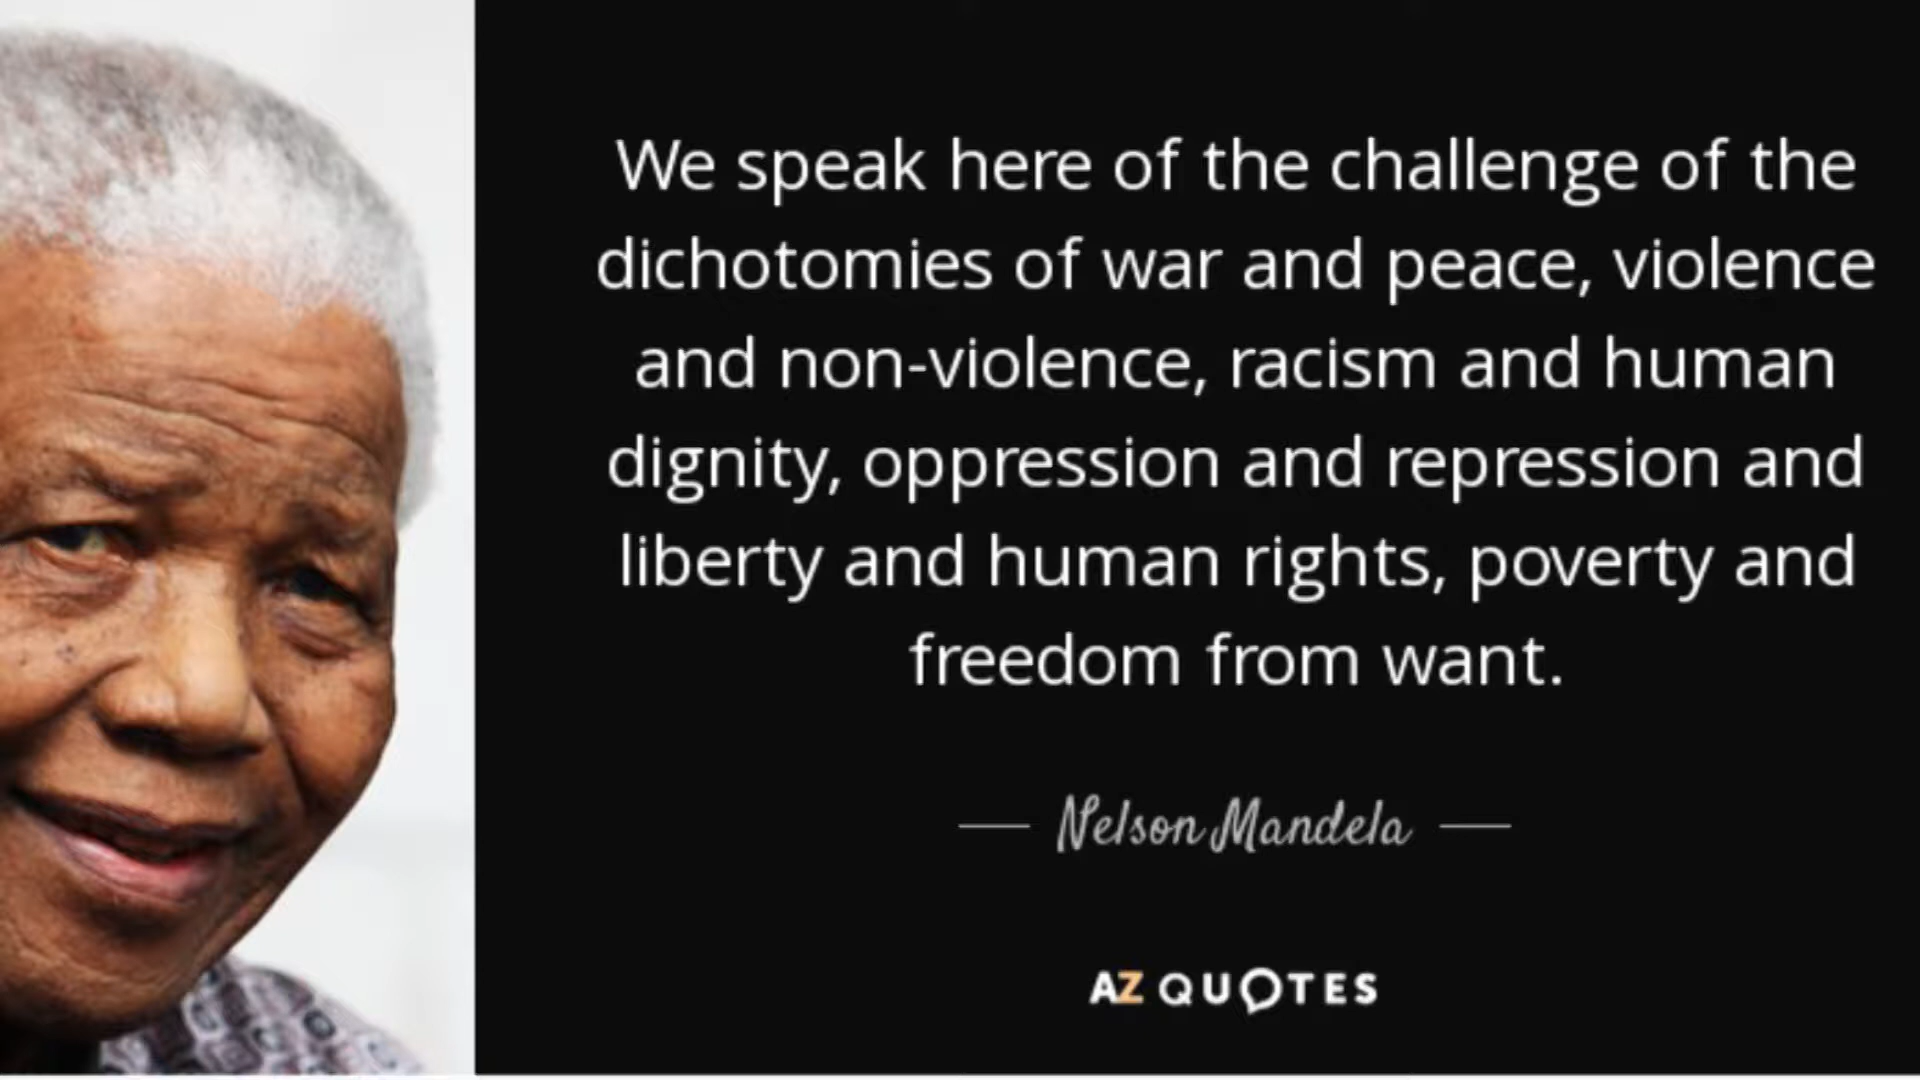 We speak here of the challenge of the
dichotomies of war and peace, violence
and non-violence, racism and human
dignity, oppression and repression and
liberty and human rights, poverty and
freedom from want.
Nelson Mandela
AZ QUOTES